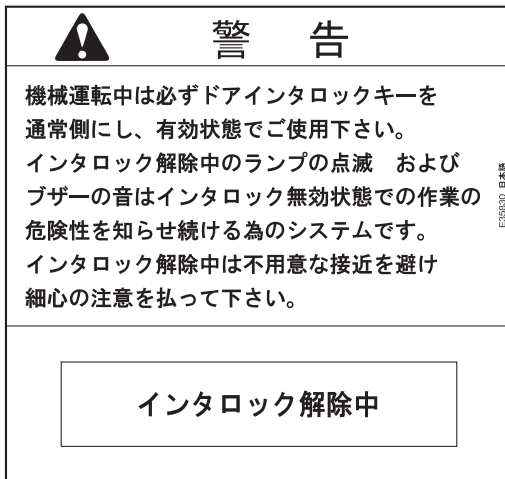 警 告
機械運転中は必ずドアインタロックキーを
通常側にし、有効状態でご使用下さい。
インタロック解除中のランプの点滅　および
ブザーの音はインタロック無効状態での作業の
危険性を知らせ続ける為のシステムです。
インタロック解除中は不用意な接近を避け
細心の注意を払って下さい。
E35830 日本語
インタロック解除中